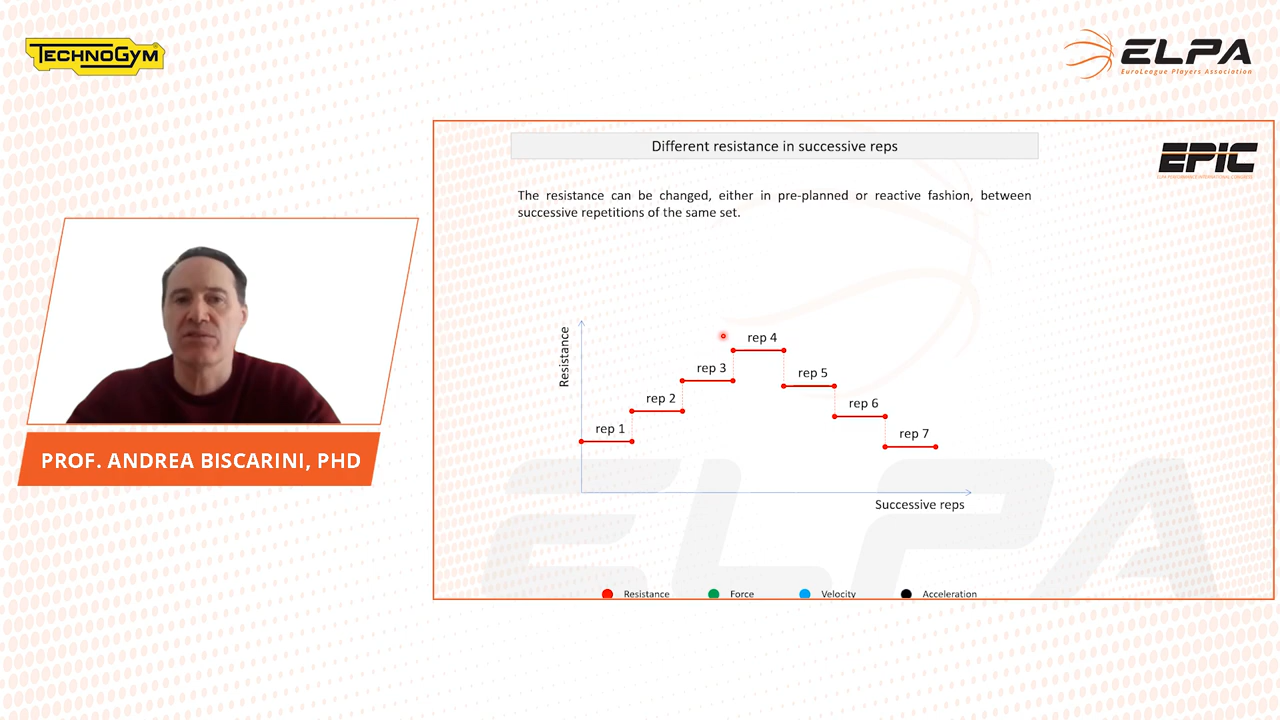 TECHNOGYM
ELPA
EuroLeague Players Association
Different resistance in successive reps
EPIC
The resistance can be changed, either in pre-planned or reactive fashion, between
successive repetitions of the same set.
Resistance
rep 1
rep 2
rep 3
rep 4
rep 5
rep 6
rep 7
Successive reps
Resistance
Force
Velocity
Acceleration
PROF. ANDREA BISCARINI, PHD
ELPA